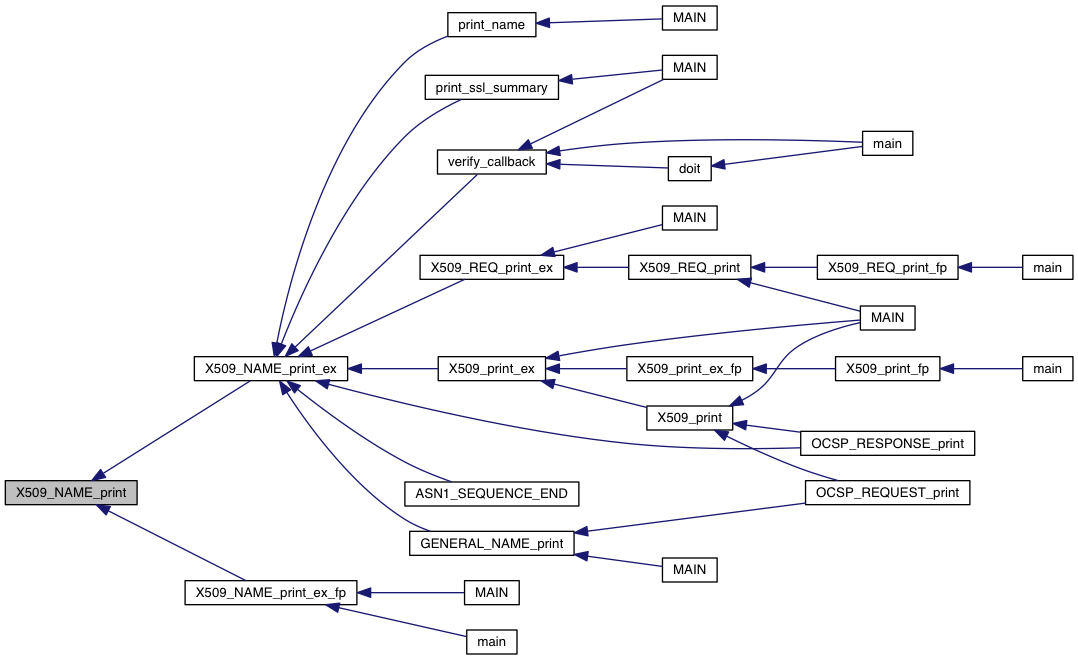 print_name
MAIN
print_ssl_summary
MAIN
verify_callback
doit
main
MAIN
X509_REQ_print_ex
X509_REQ_print
X509_REQ_print_fp
main
MAIN
X509_NAME_print_ex
X509_print_ex
X509_print_ex_fp
X509_print_fp
main
X509_print
OCSP_RESPONSE_print
X509_NAME_print
ASN1_SEQUENCE_END
OCSP_REQUEST_print
GENERAL_NAME_print
MAIN
X509_NAME_print_ex_fp
MAIN
main